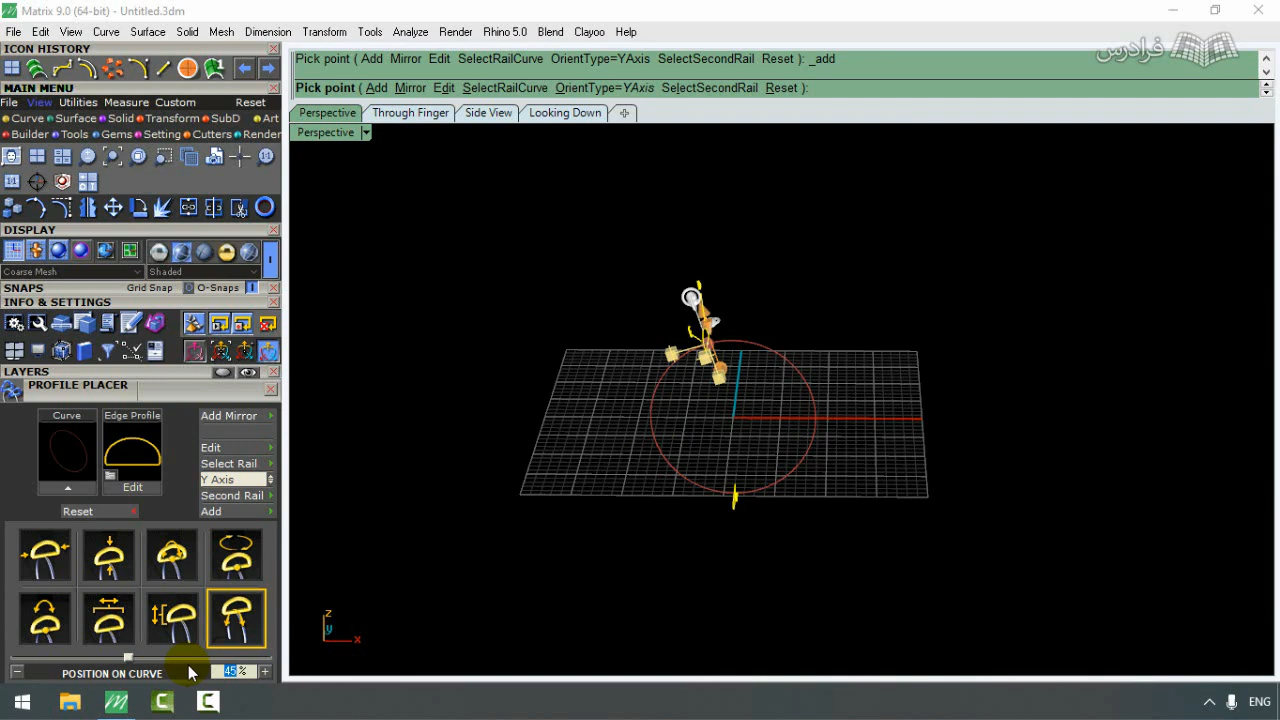 Matrix 9.0 (64-bit) - Untitled.3dm
File Edit View Curve Surface Solid Mesh Dimension Transform Tools Analyze Render Rhino 5.0 Blend Clayoo Help
ICON HISTORY
MAIN MENU
File View Utilities Measure Custom Reset
Curve Surface Solid Transform SubD Art
Builder Tools Gems Setting Cutters Render
DISPLAY
Coarse Mesh Shaded
SNAPS Grid Snap O-Snaps
INFO & SETTINGS
LAYERS
PROFILE PLACER
Curve Edge Profile Add Mirror
Edit
Select Rail
Y Axis
Edit Second Rail
Reset Add
POSITION ON CURVE 45 %
Pick point ( Add Mirror Edit SelectRailCurve OrientType=YAxis SelectSecondRail Reset ): _add
Pick point ( Add Mirror Edit SelectRailCurve OrientType=YAxis SelectSecondRail Reset ):
Perspective Through Finger Side View Looking Down
Perspective
فرادرس
z
y
x
ENG